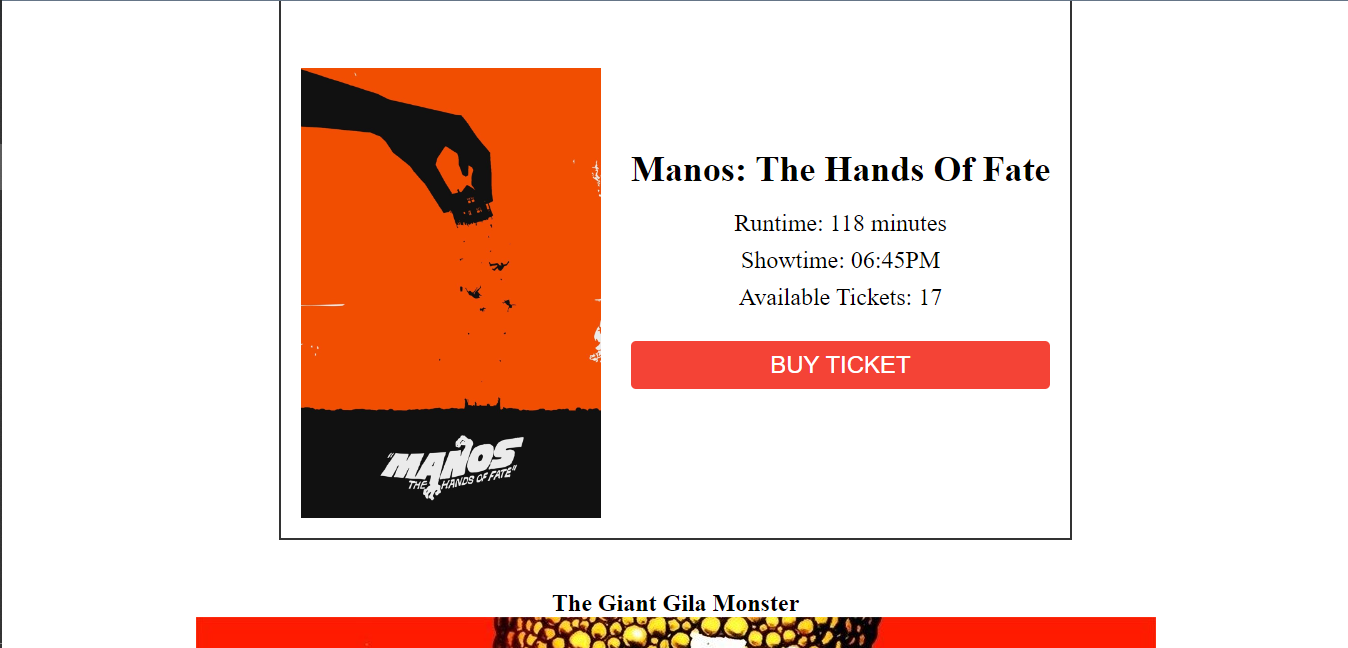 Manos: The Hands Of Fate
Runtime: 118 minutes
Showtime: 06:45PM
Available Tickets: 17
BUY TICKET
"MANOS
THE HANDS OF FATE"
The Giant Gila Monster